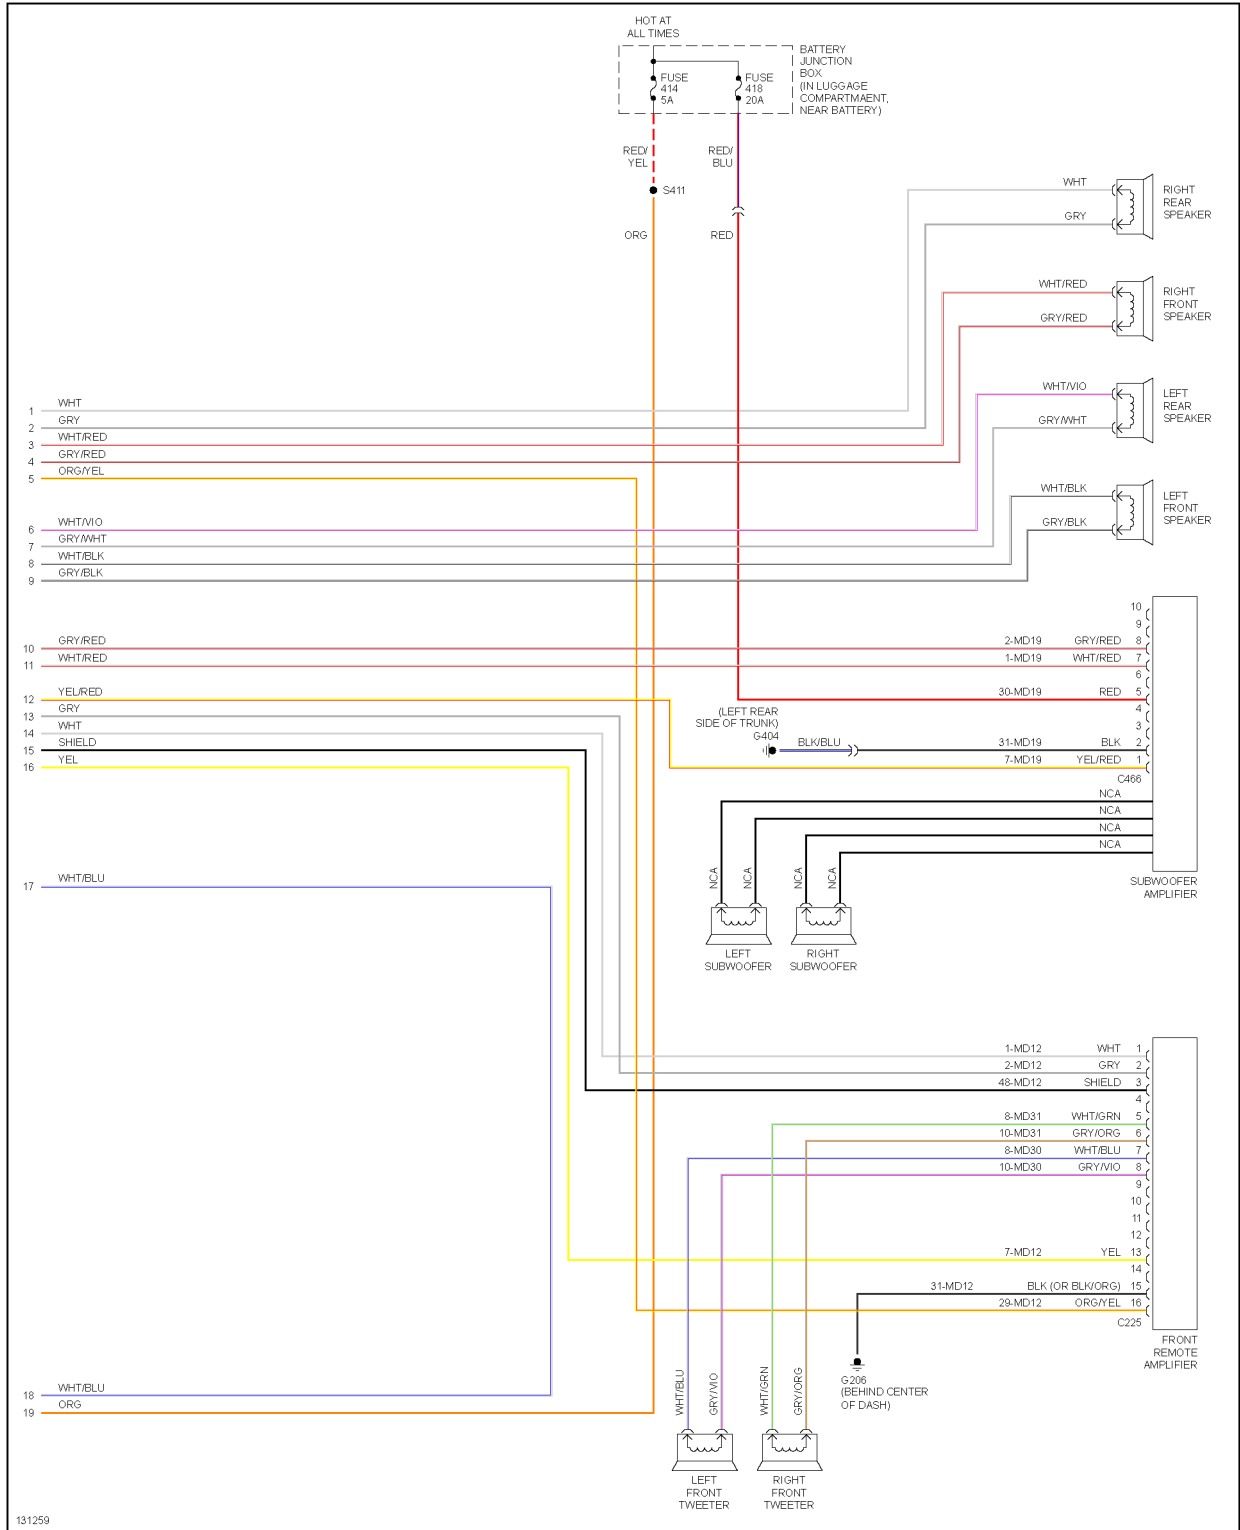 HOT AT
ALL TIMES
BATTERY
JUNCTION
BOX
(IN LUGGAGE
COMPARTMAENT,
NEAR BATTERY)
FUSE
414
5A
FUSE
418
20A
RED/
YEL
RED/
BLU
S411
ORG
RED
WHT
GRY
RIGHT
REAR
SPEAKER
WHT/RED
GRY/RED
RIGHT
FRONT
SPEAKER
WHT/VIO
GRY/WHT
LEFT
REAR
SPEAKER
WHT/BLK
GRY/BLK
LEFT
FRONT
SPEAKER
1 WHT
2 GRY
3 WHT/RED
4 GRY/RED
5 ORG/YEL
6 WHT/VIO
7 GRY/WHT
8 WHT/BLK
9 GRY/BLK
10 GRY/RED
11 WHT/RED
12 YEL/RED
13 GRY
14 WHT
15 SHIELD
16 YEL
17 WHT/BLU
18 WHT/BLU
19 ORG
10
9
2-MD19 GRY/RED 8
1-MD19 WHT/RED 7
6
30-MD19 RED 5
4
3
31-MD19 BLK 2
7-MD19 YEL/RED 1
C466
(LEFT REAR
SIDE OF TRUNK)
G404
BLK/BLU
NCA
NCA
NCA
NCA
SUBWOOFER
AMPLIFIER
NCA
NCA
NCA
NCA
LEFT
SUBWOOFER
RIGHT
SUBWOOFER
1-MD12 WHT 1
2-MD12 GRY 2
48-MD12 SHIELD 3
4
8-MD31 WHT/GRN 5
10-MD31 GRY/ORG 6
8-MD30 WHT/BLU 7
10-MD30 GRY/VIO 8
9
10
11
12
7-MD12 YEL 13
14
31-MD12 BLK (OR BLK/ORG) 15
29-MD12 ORG/YEL 16
C225
FRONT
REMOTE
AMPLIFIER
G206
(BEHIND CENTER
OF DASH)
WHT/BLU
GRY/VIO
WHT/GRN
GRY/ORG
LEFT
FRONT
TWEETER
RIGHT
FRONT
TWEETER
131259